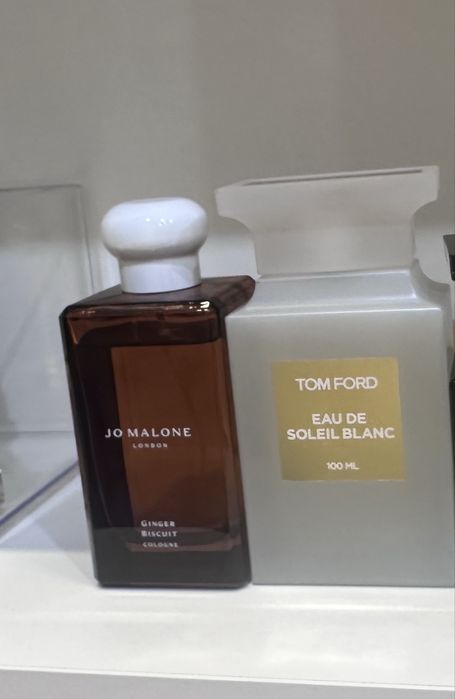 JO MALONE
LONDON
GINGER
BISCUIT
COLOGNE
TOM FORD
EAU DE
SOLEIL BLANC
100 ML